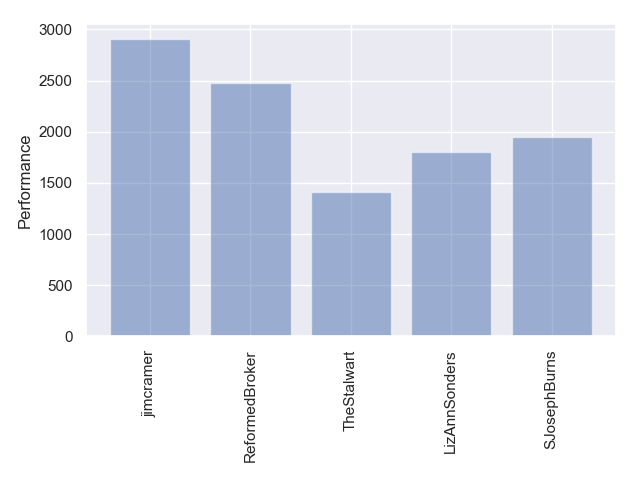 3000
2500
2000
1500
1000
500
0
Performance
jimcramer
ReformedBroker
TheStalwart
LizAnnSonders
SJosephBurns